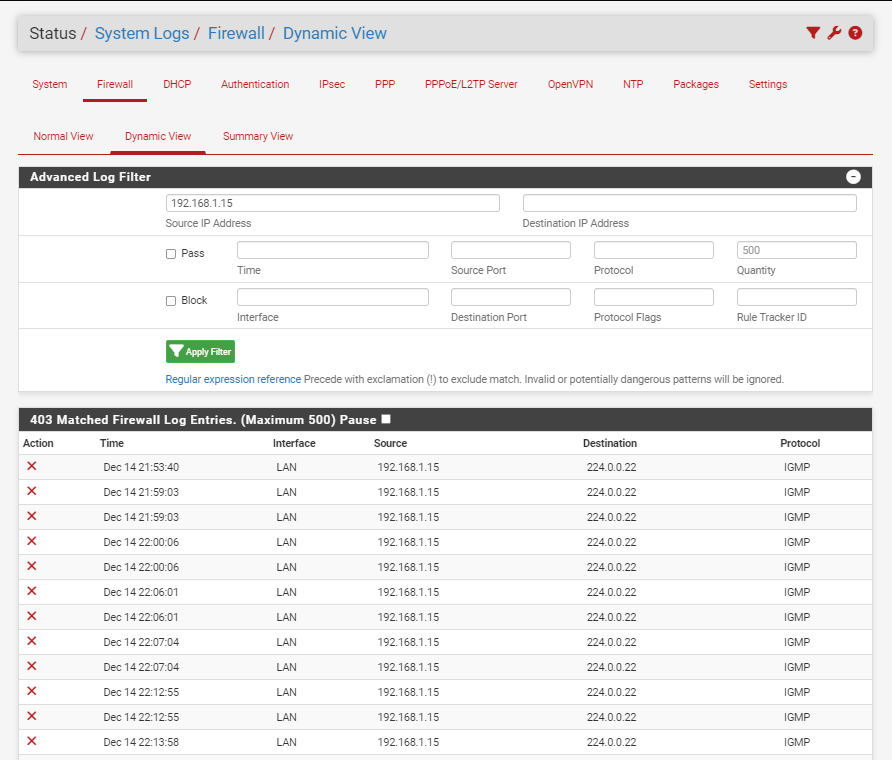 Status / System Logs / Firewall / Dynamic View
System Firewall DHCP Authentication IPsec PPP PPPoE/L2TP Server OpenVPN NTP Packages Settings
Normal View Dynamic View Summary View
Advanced Log Filter
192.168.1.15
Source IP Address Destination IP Address
Pass 500
Time Source Port Protocol Quantity
Block
Interface Destination Port Protocol Flags Rule Tracker ID
Apply Filter
Regular expression reference Precede with exclamation (!) to exclude match. Invalid or potentially dangerous patterns will be ignored.
403 Matched Firewall Log Entries. (Maximum 500) Pause
Action Time Interface Source Destination Protocol
Dec 14 21:53:40 LAN 192.168.1.15 224.0.0.22 IGMP
Dec 14 21:59:03 LAN 192.168.1.15 224.0.0.22 IGMP
Dec 14 21:59:03 LAN 192.168.1.15 224.0.0.22 IGMP
Dec 14 22:00:06 LAN 192.168.1.15 224.0.0.22 IGMP
Dec 14 22:00:06 LAN 192.168.1.15 224.0.0.22 IGMP
Dec 14 22:06:01 LAN 192.168.1.15 224.0.0.22 IGMP
Dec 14 22:06:01 LAN 192.168.1.15 224.0.0.22 IGMP
Dec 14 22:07:04 LAN 192.168.1.15 224.0.0.22 IGMP
Dec 14 22:07:04 LAN 192.168.1.15 224.0.0.22 IGMP
Dec 14 22:12:55 LAN 192.168.1.15 224.0.0.22 IGMP
Dec 14 22:12:55 LAN 192.168.1.15 224.0.0.22 IGMP
Dec 14 22:13:58 LAN 192.168.1.15 224.0.0.22 IGMP